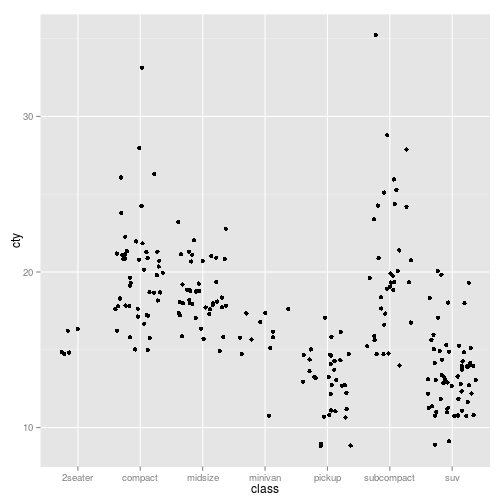 30
20
10
cty
2seater compact midsize minivan pickup subcompact suv
class